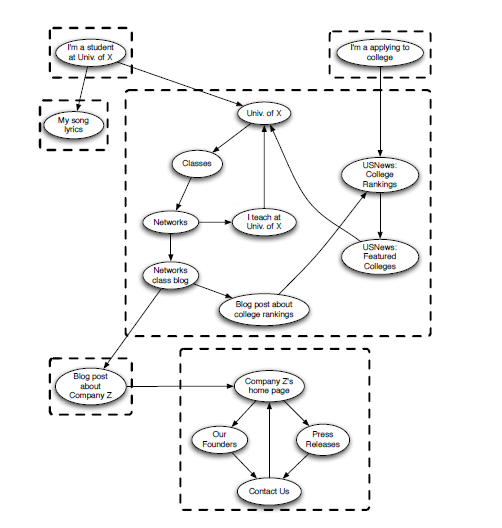 I'm a student
at Univ. of X
I'm a applying to
college
My song
lyrics
Univ. of X
Classes
USNews:
College
Rankings
Networks
I teach at
Univ. of X
USNews:
Featured
Colleges
Networks
class blog
Blog post about
college rankings
Blog post
about
Company Z
Company Z's
home page
Our
Founders
Press
Releases
Contact Us